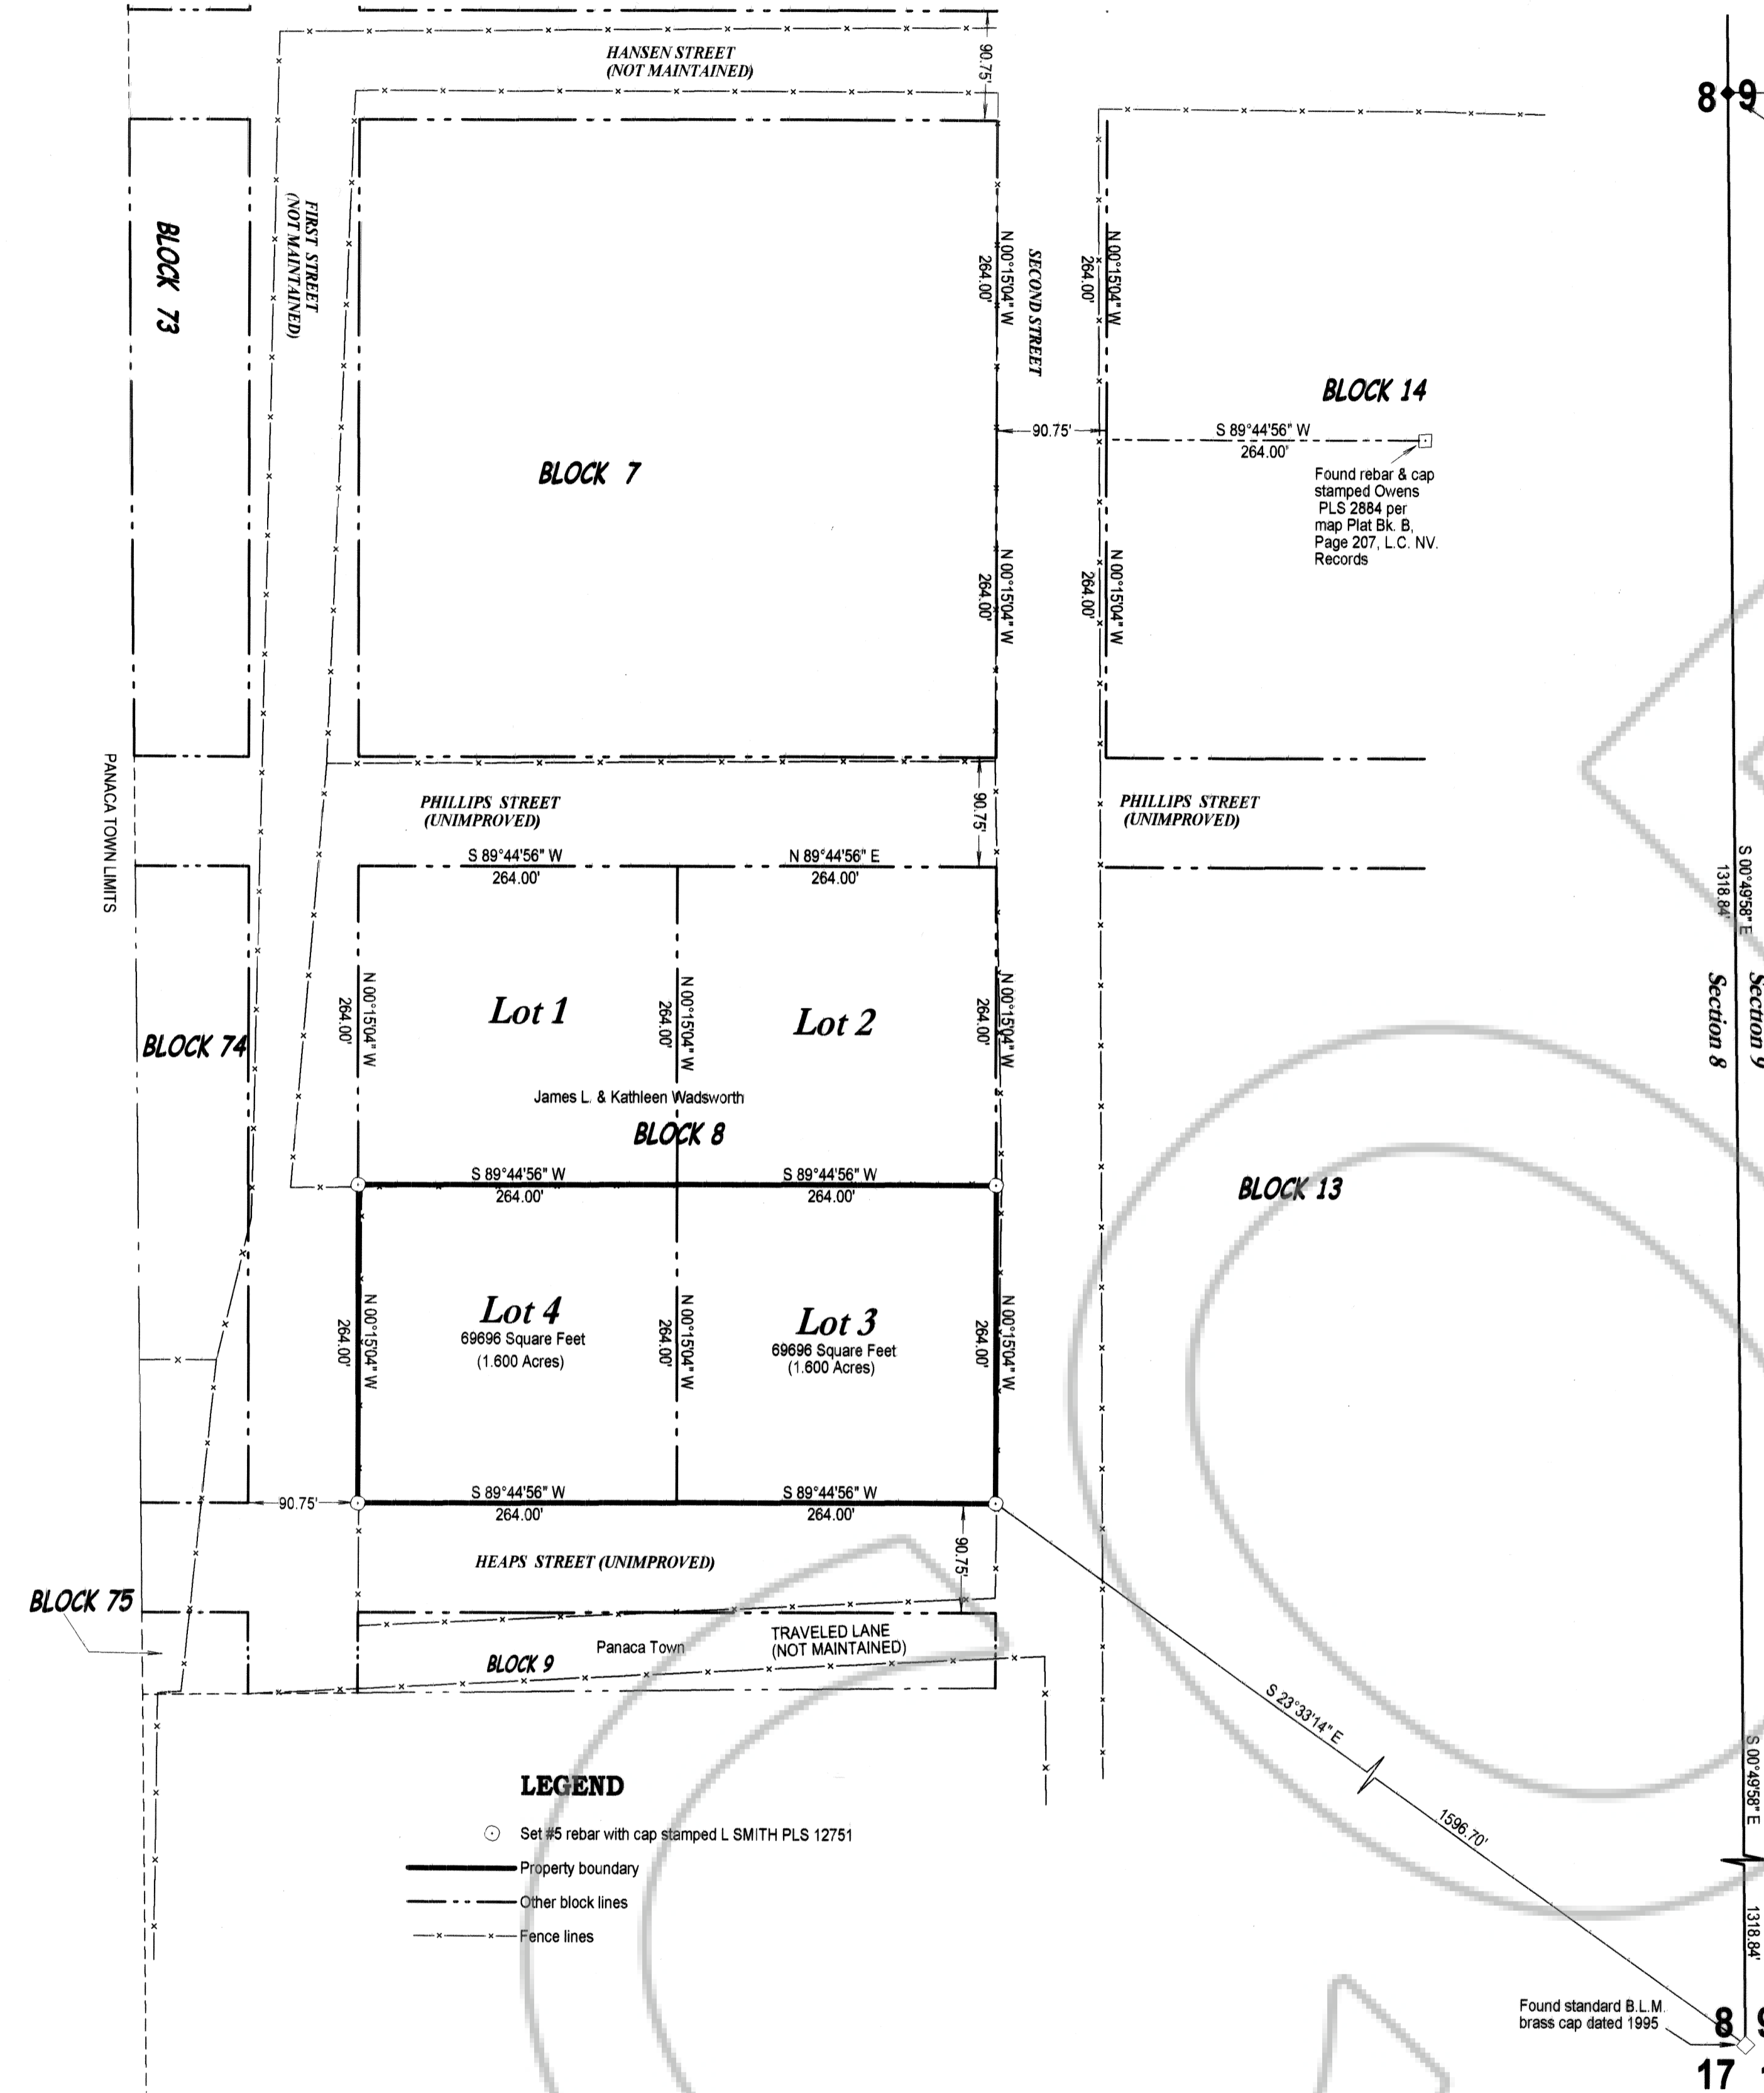 HANSEN STREET
(NOT MAINTAINED)
90.75'
8 9
FIRST STREET
(NOT MAINTAINED)
BLOCK 73
N 00°15'04" W
264.00'
SECOND STREET
N 00°15'04" W
264.00'
BLOCK 14
90.75'
S 89°44'56" W
264.00'
BLOCK 7
Found rebar & cap
stamped Owens
PLS 2884 per
map Plat Bk. B,
Page 207, L.C. NV.
Records
N 00°15'04" W
264.00'
N 00°15'04" W
264.00'
PANACA TOWN LIMITS
PHILLIPS STREET
(UNIMPROVED)
90.75'
PHILLIPS STREET
(UNIMPROVED)
S 89°44'56" W
264.00'
N 89°44'56" E
264.00'
S 00°49'58" E
1318.84'
Section 8
Section 9
N 00°15'04" W
264.00'
Lot 1
N 00°15'04" W
264.00'
Lot 2
N 00°15'04" W
264.00'
BLOCK 74
James L. & Kathleen Wadsworth
BLOCK 8
S 89°44'56" W
264.00'
S 89°44'56" W
264.00'
BLOCK 13
N 00°15'04" W
264.00'
Lot 4
69696 Square Feet
(1.600 Acres)
N 00°15'04" W
264.00'
Lot 3
69696 Square Feet
(1.600 Acres)
N 00°15'04" W
264.00'
90.75'
S 89°44'56" W
264.00'
S 89°44'56" W
264.00'
HEAPS STREET (UNIMPROVED)
90.75'
BLOCK 75
Panaca Town
TRAVELED LANE
(NOT MAINTAINED)
BLOCK 9
S 23°33'14" E
1596.70'
S 00°49'58" E
1318.84'
LEGEND
Set #5 rebar with cap stamped L SMITH PLS 12751
Property boundary
Other block lines
Fence lines
Found standard B.L.M.
brass cap dated 1995
8 9
17